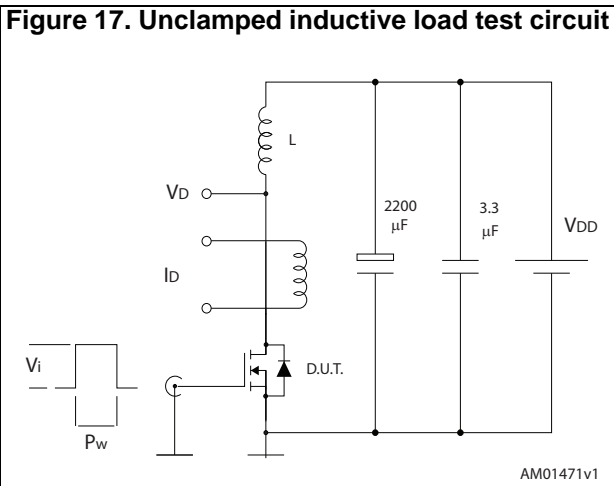 Figure 17. Unclamped inductive load test circuit
L
VD
2200
μF
3.3
μF
VDD
ID
Vi
D.U.T.
Pw
AM01471v1